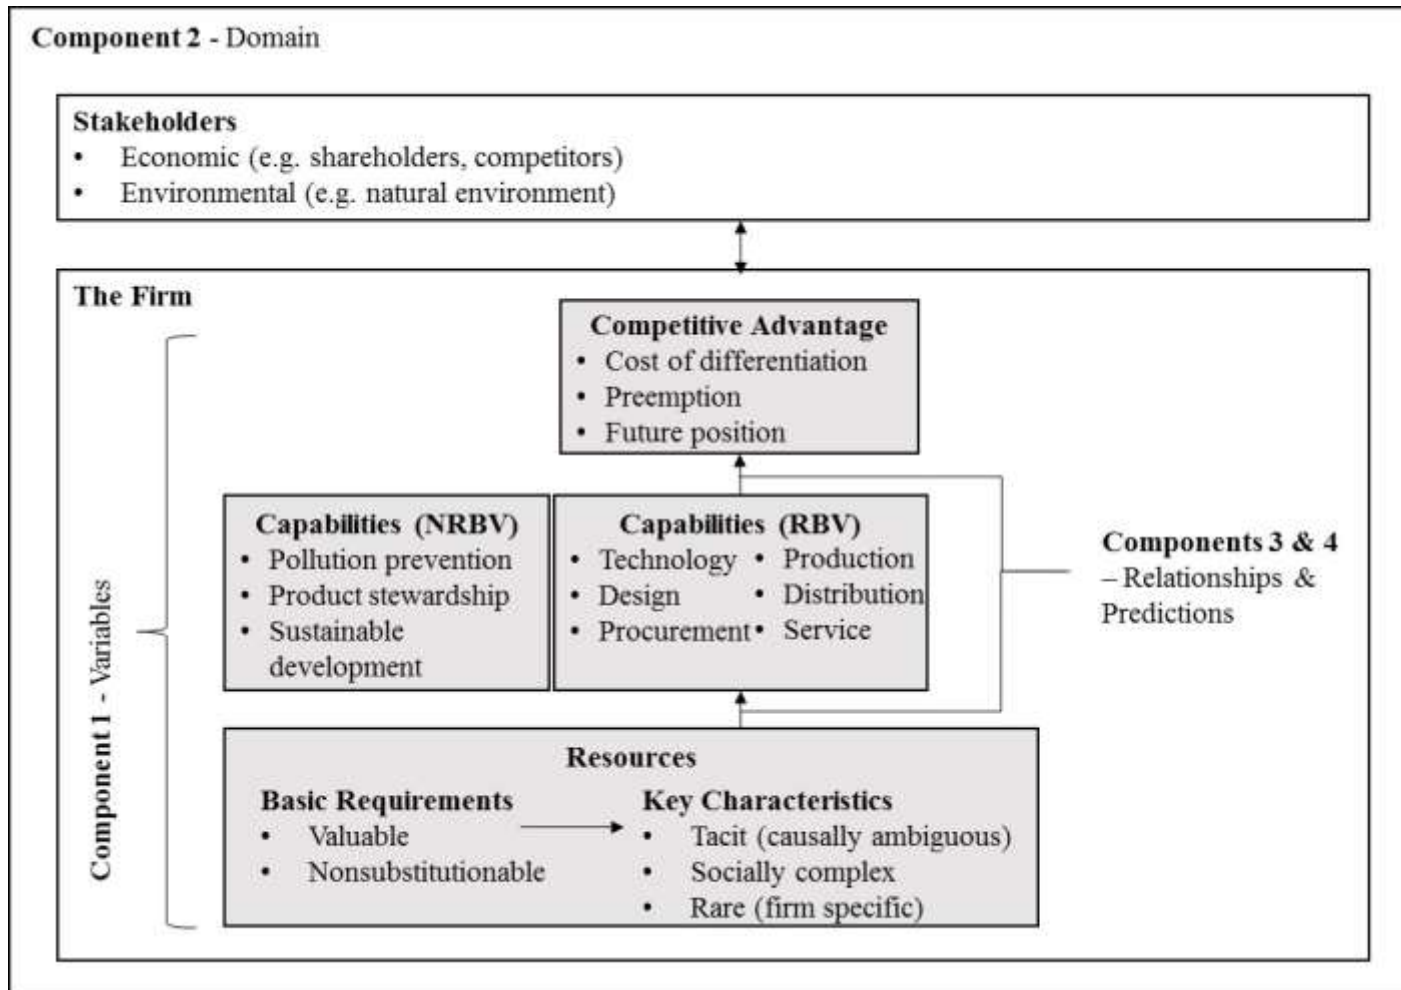 Component 2 - Domain
Stakeholders
• Economic (e.g. shareholders, competitors)
• Environmental (e.g. natural environment)
The Firm
Competitive Advantage
• Cost of differentiation
• Preemption
• Future position
Capabilities (NRBV)
• Pollution prevention
• Product stewardship
• Sustainable
development
Capabilities (RBV)
• Technology
• Design
• Procurement
• Production
• Distribution
• Service
Components 3 & 4
– Relationships &
Predictions
Component 1 - Variables
Resources
Basic Requirements
• Valuable
• Nonsubstitutionable
Key Characteristics
• Tacit (causally ambiguous)
• Socially complex
• Rare (firm specific)